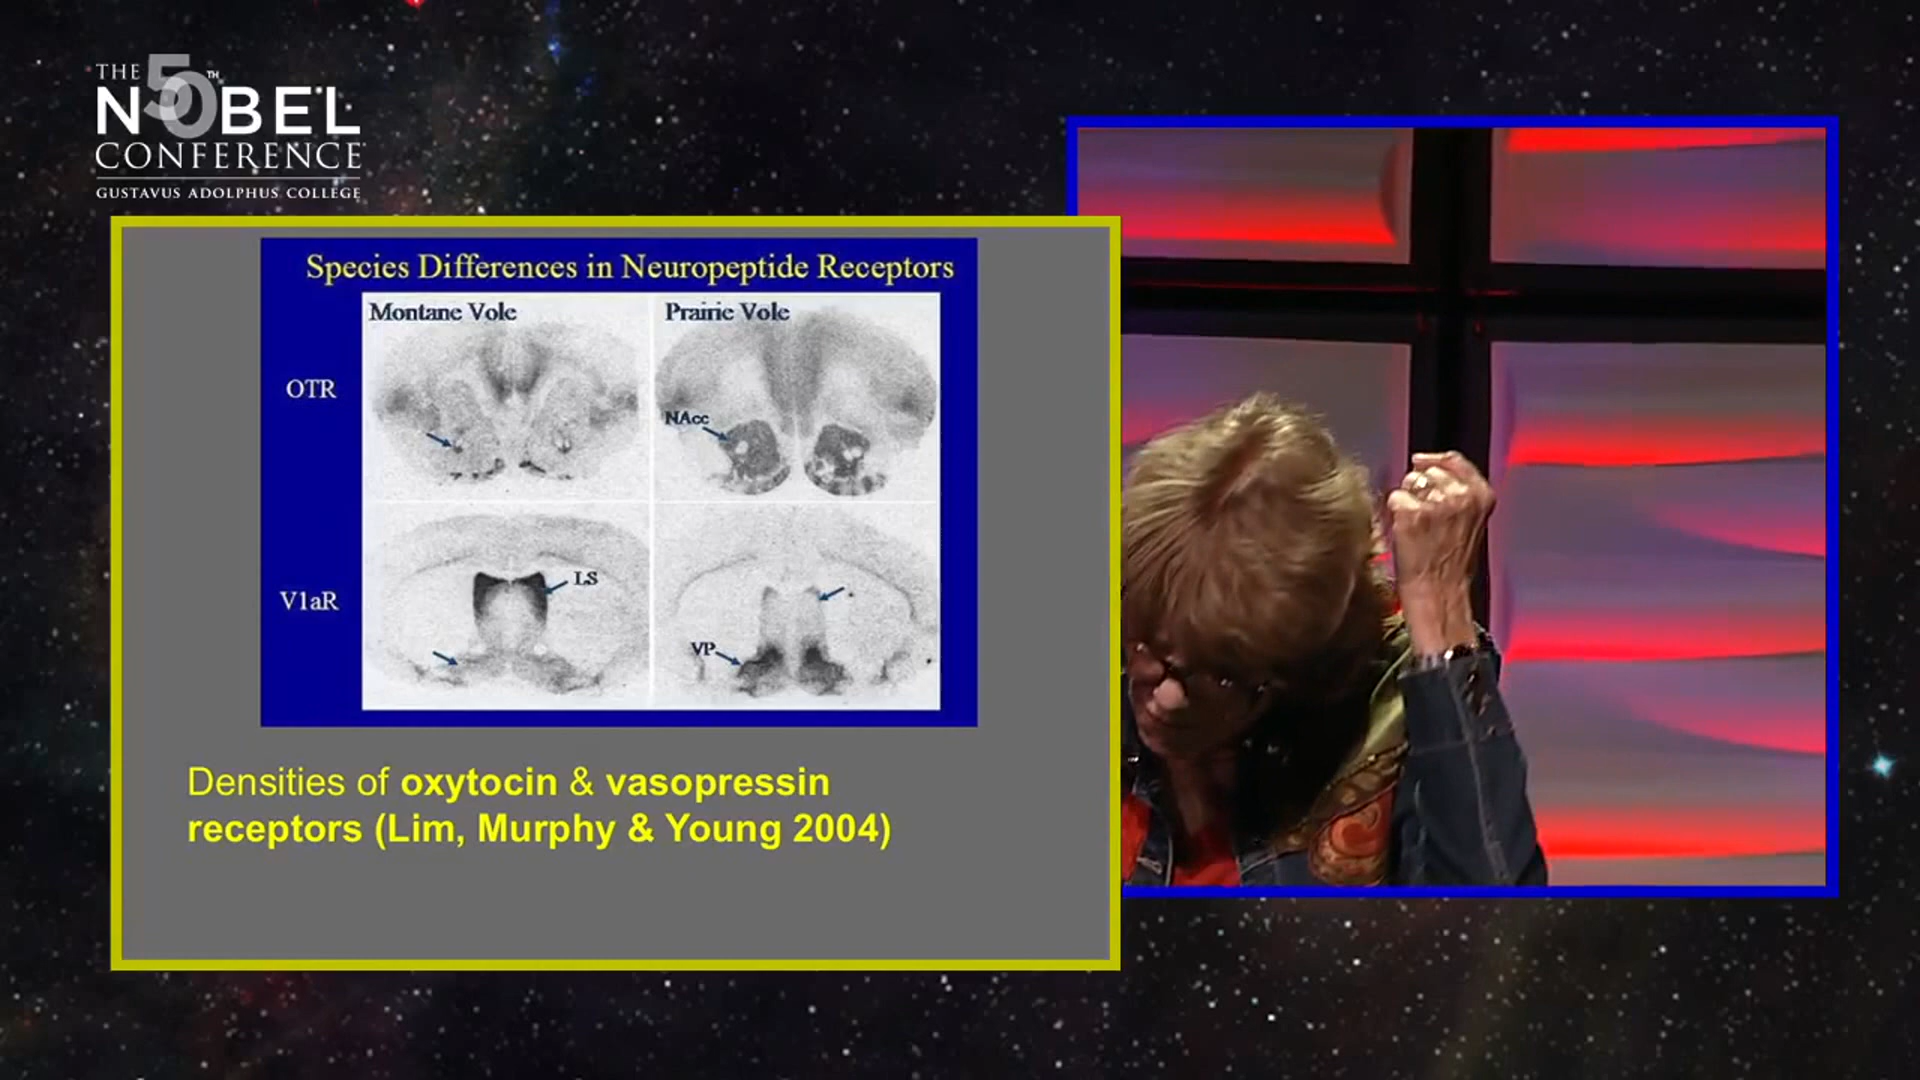 THE 50TH
NOBEL
CONFERENCE
GUSTAVUS ADOLPHUS COLLEGE
Species Differences in Neuropeptide Receptors
Montane Vole
Prairie Vole
OTR
NAcc
V1aR
LS
VP
Densities of oxytocin & vasopressin
receptors (Lim, Murphy & Young 2004)